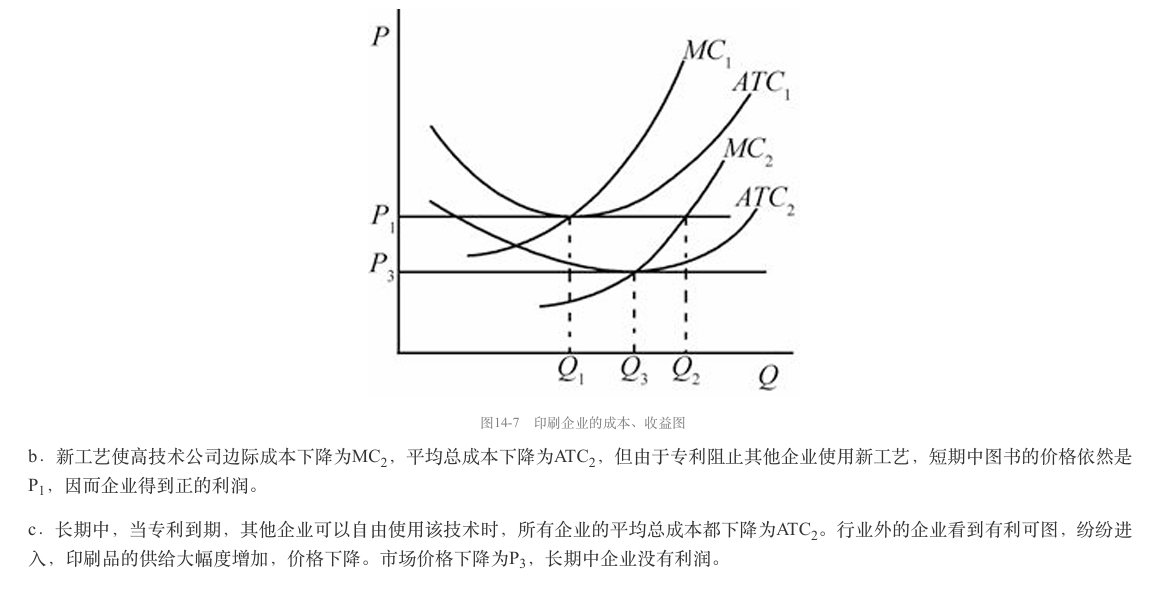 P
MC₁
ATC₁
MC₂
ATC₂
P₁
P₃
Q₁ Q₃ Q₂ Q
图14-7 印刷企业的成本、收益图
b．新工艺使高技术公司边际成本下降为MC₂，平均总成本下降为ATC₂，但由于专利阻止其他企业使用新工艺，短期中图书的价格依然是
P₁，因而企业得到正的利润。
c．长期中，当专利到期，其他企业可以自由使用该技术时，所有企业的平均总成本都下降为ATC₂。行业外的企业看到有利可图，纷纷进
入，印刷品的供给大幅度增加，价格下降。市场价格下降为P₃，长期中企业没有利润。